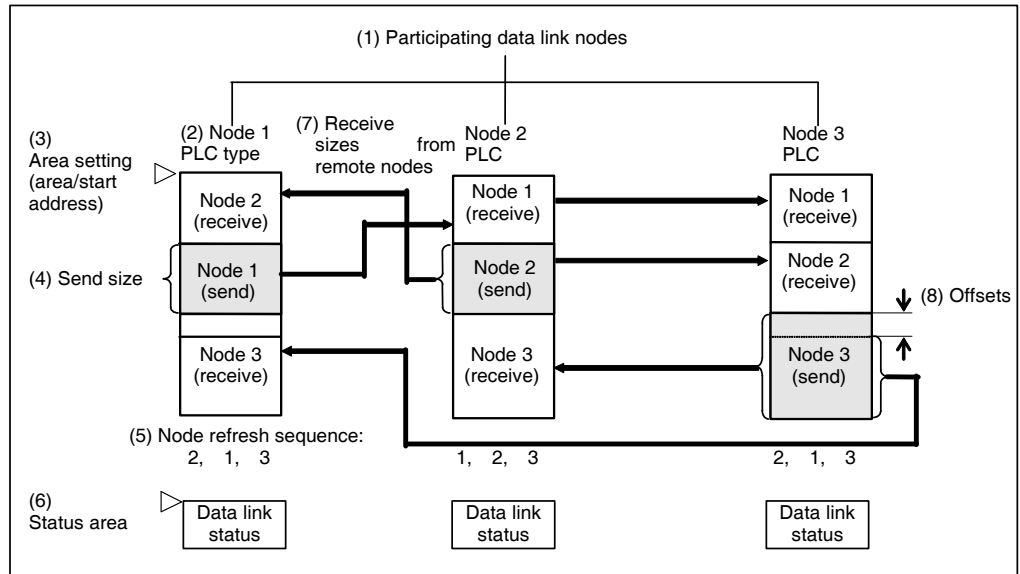 (1) Participating data link nodes
(3)
Area setting
(area/start
address)
(2) Node 1
PLC type
(7) Receive
sizes from
remote nodes
Node 2
PLC
Node 3
PLC
Node 2
(receive)
Node 1
(send)
Node 3
(receive)
(4) Send size
Node 1
(receive)
Node 2
(send)
Node 3
(receive)
Node 1
(receive)
Node 2
(receive)
Node 3
(send)
(8) Offsets
(5) Node refresh sequence:
2, 1, 3
1, 2, 3
2, 1, 3
(6)
Status area
Data link
status
Data link
status
Data link
status